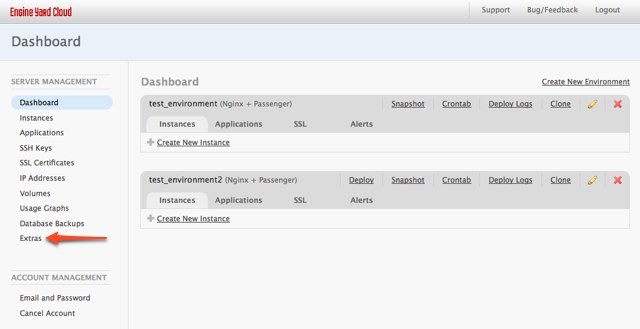 Engine Yard Cloud
Support Bug/Feedback Logout
Dashboard
SERVER MANAGEMENT
Dashboard
Instances
Applications
SSH Keys
SSL Certificates
IP Addresses
Volumes
Usage Graphs
Database Backups
Extras
ACCOUNT MANAGEMENT
Email and Password
Cancel Account
Dashboard
Create New Environment
test_environment (Nginx + Passenger) Snapshot Crontab Deploy Logs Clone
Instances Applications SSL Alerts
Create New Instance
test_environment2 (Nginx + Passenger) Deploy Snapshot Crontab Deploy Logs Clone
Instances Applications SSL Alerts
Create New Instance